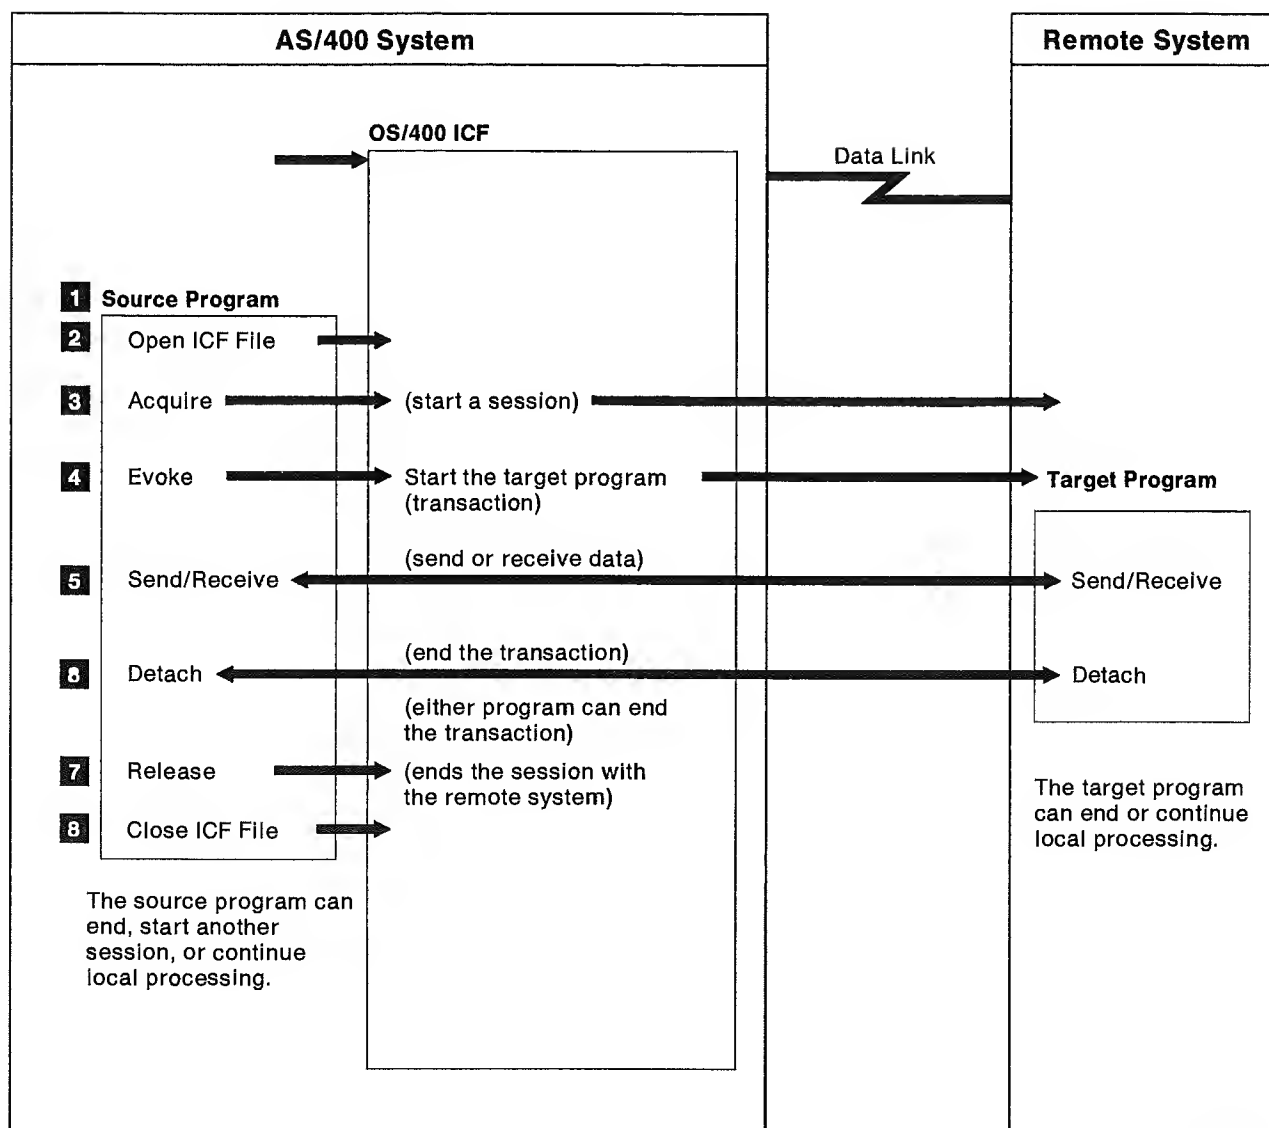 AS/400 System
Remote System
OS/400 ICF
Data Link
1 Source Program
2 Open ICF File
3 Acquire (start a session)
4 Evoke Start the target program
(transaction)
Target Program
(send or receive data)
5 Send/Receive Send/Receive
(end the transaction)
6 Detach Detach
(either program can end
the transaction)
7 Release (ends the session with
the remote system)
8 Close ICF File
The target program
can end or continue
local processing.
The source program can
end, start another
session, or continue
local processing.